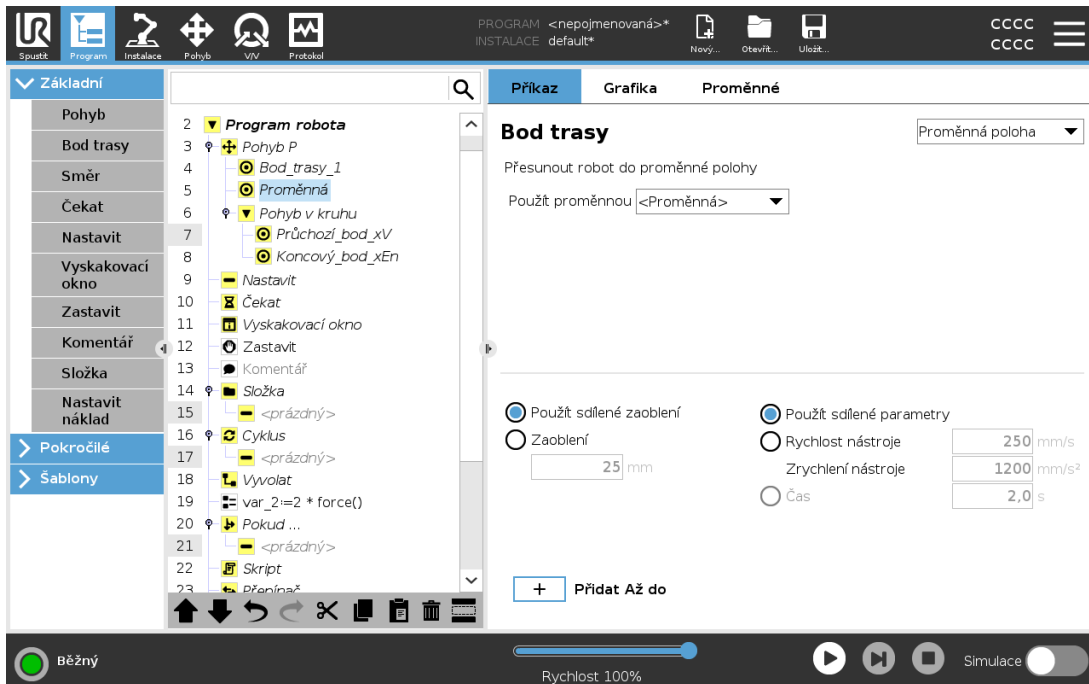 PROGRAM <nepojmenovaná>*
INSTALACE default*
Spustit
Program
Instalace
Pohyb
V/V
Protokol
Nový...
Otevřít...
Uložit...
CCCC
CCCC
Základní
Pohyb
Bod trasy
Směr
Čekat
Nastavit
Vyskakovací
okno
Zastavit
Komentář
Složka
Nastavit
náklad
Pokročilé
Šablony
2 Program robota
3 Pohyb P
4 Bod_trasy_1
5 Proměnná
6 Pohyb v kruhu
7 Průchozí_bod_xV
8 Koncový_bod_xEn
9 Nastavit
10 Čekat
11 Vyskakovací okno
12 Zastavit
13 Komentář
14 Složka
15 <prázdný>
16 Cyklus
17 <prázdný>
18 Vyvolat
19 var_2:=2 * force()
20 Pokud ...
21 <prázdný>
22 Skript
23 Přepínač
Příkaz
Grafika
Proměnné
Bod trasy
Proměnná poloha
Přesunout robot do proměnné polohy
Použít proměnnou <Proměnná>
Použít sdílené zaoblení
Zaoblení
25 mm
Použít sdílené parametry
Rychlost nástroje 250 mm/s
Zrychlení nástroje 1200 mm/s²
Čas 2,0 s
+ Přidat Až do
Běžný
Rychlost 100%
Simulace